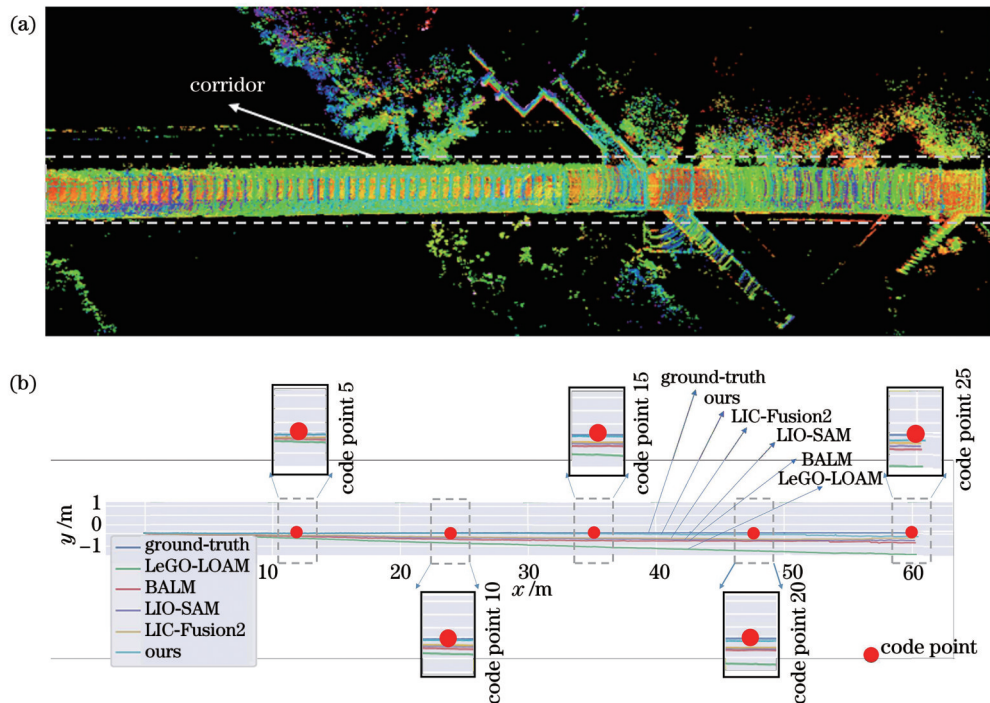 (a)
corridor
(b)
code point 5
code point 15
code point 25
ground-truth
ours
LIC-Fusion2
LIO-SAM
BALM
LeGO-LOAM
y /m
1
0
−1
ground-truth
LeGO-LOAM
BALM
LIO-SAM
LIC-Fusion2
ours
10
20
30
40
50
60
x /m
code point 10
code point 20
code point